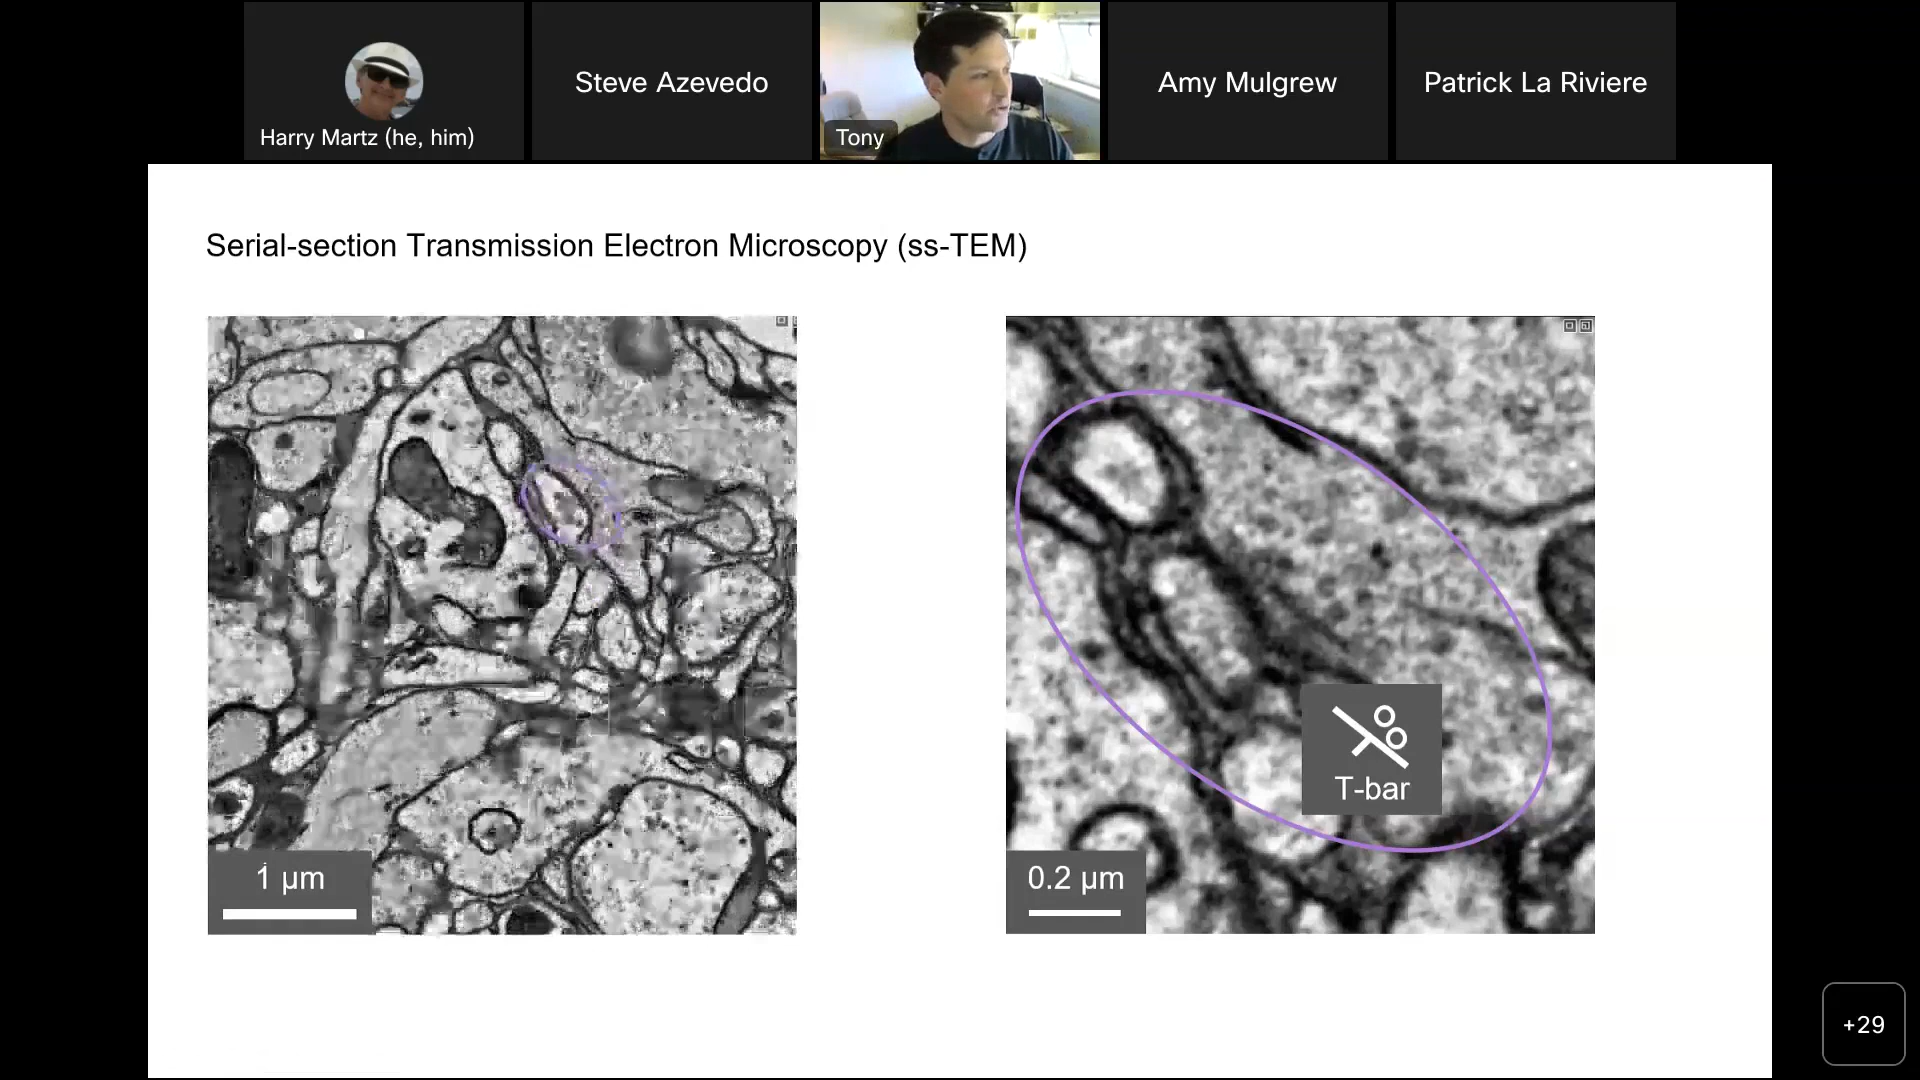 Harry Martz (he, him)
Steve Azevedo
Tony
Amy Mulgrew
Patrick La Riviere
Serial-section Transmission Electron Microscopy (ss-TEM)
1 µm
0.2 µm
T-bar
+29